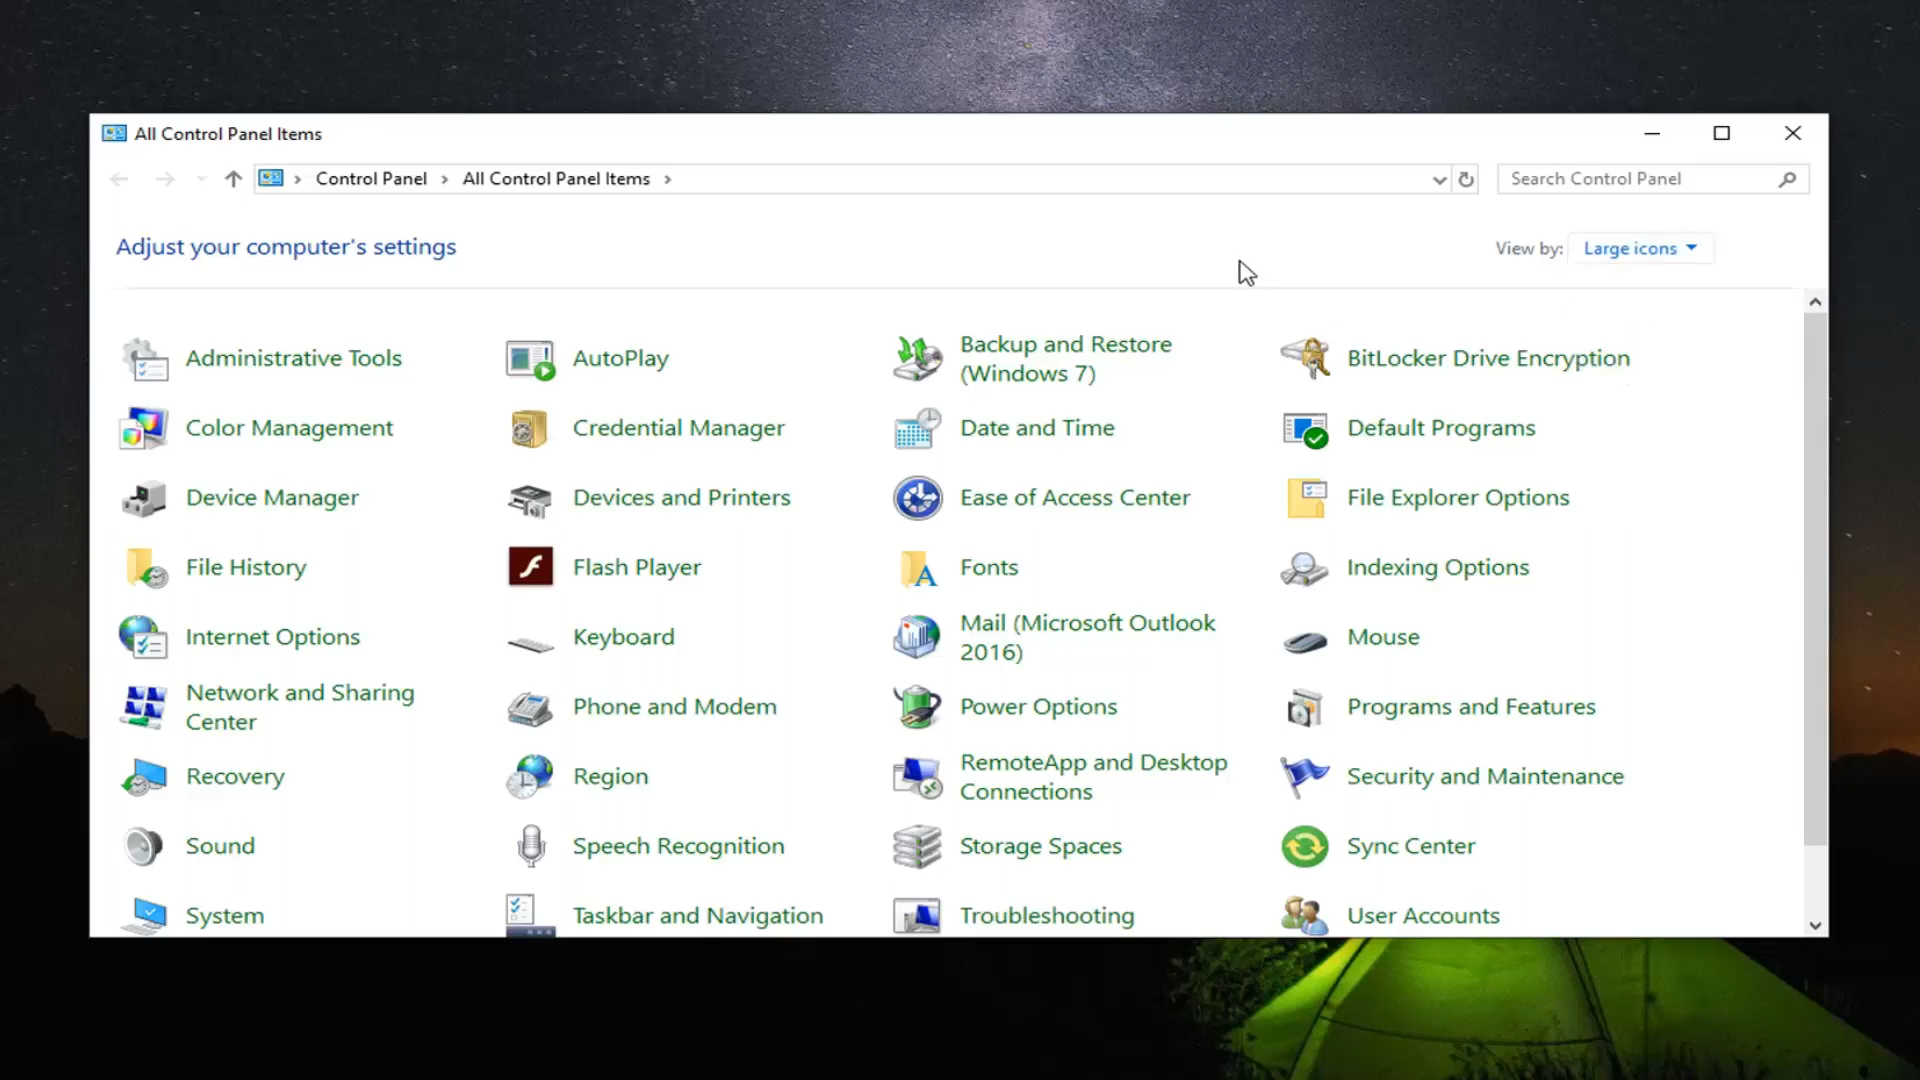 All Control Panel Items
Control Panel All Control Panel Items
Search Control Panel
Adjust your computer's settings
View by: Large icons
Administrative Tools
AutoPlay
Backup and Restore
(Windows 7)
BitLocker Drive Encryption
Color Management
Credential Manager
Date and Time
Default Programs
Device Manager
Devices and Printers
Ease of Access Center
File Explorer Options
File History
Flash Player
Fonts
Indexing Options
Internet Options
Keyboard
Mail (Microsoft Outlook
2016)
Mouse
Network and Sharing
Center
Phone and Modem
Power Options
Programs and Features
Recovery
Region
RemoteApp and Desktop
Connections
Security and Maintenance
Sound
Speech Recognition
Storage Spaces
Sync Center
System
Taskbar and Navigation
Troubleshooting
User Accounts